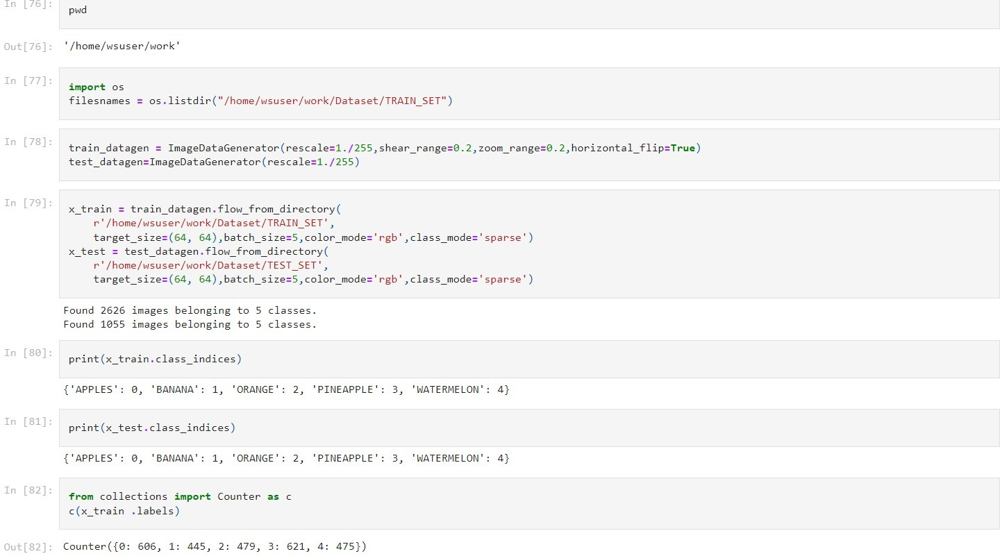 In [76]:
pwd
Out[76]: '/home/wsuser/work'
In [77]:
import os
filesnames = os.listdir("/home/wsuser/work/Dataset/TRAIN_SET")
In [78]:
train_datagen = ImageDataGenerator(rescale=1./255,shear_range=0.2,zoom_range=0.2,horizontal_flip=True)
test_datagen=ImageDataGenerator(rescale=1./255)
In [79]:
x_train = train_datagen.flow_from_directory(
    r'/home/wsuser/work/Dataset/TRAIN_SET',
    target_size=(64, 64),batch_size=5,color_mode='rgb',class_mode='sparse')
x_test = test_datagen.flow_from_directory(
    r'/home/wsuser/work/Dataset/TEST_SET',
    target_size=(64, 64),batch_size=5,color_mode='rgb',class_mode='sparse')
Found 2626 images belonging to 5 classes.
Found 1055 images belonging to 5 classes.
In [80]:
print(x_train.class_indices)
{'APPLES': 0, 'BANANA': 1, 'ORANGE': 2, 'PINEAPPLE': 3, 'WATERMELON': 4}
In [81]:
print(x_test.class_indices)
{'APPLES': 0, 'BANANA': 1, 'ORANGE': 2, 'PINEAPPLE': 3, 'WATERMELON': 4}
In [82]:
from collections import Counter as c
c(x_train .labels)
Out[82]: Counter({0: 606, 1: 445, 2: 479, 3: 621, 4: 475})